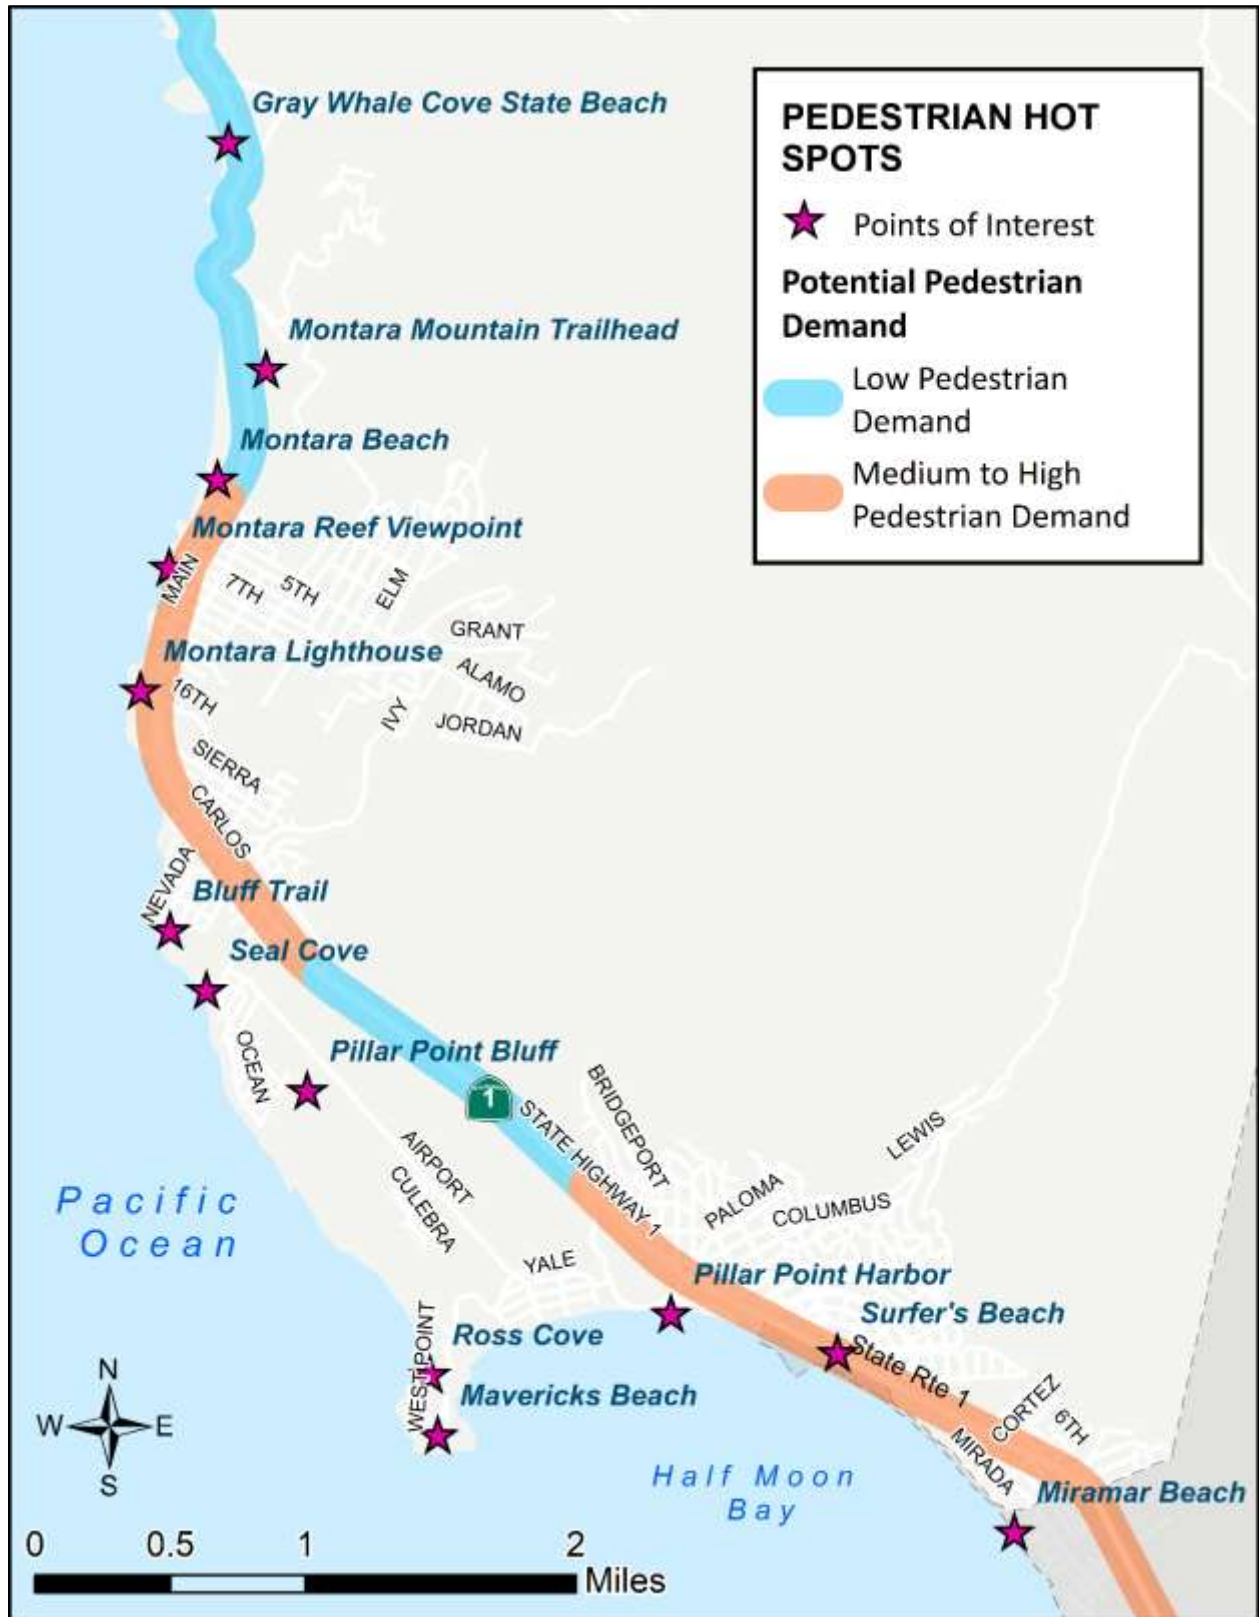 Gray Whale Cove State Beach
PEDESTRIAN HOT
SPOTS
Points of Interest
Potential Pedestrian
Demand
Low Pedestrian
Demand
Medium to High
Pedestrian Demand
Montara Mountain Trailhead
Montara Beach
Montara Reef Viewpoint
MAIN
7TH
5TH
ELM
GRANT
Montara Lighthouse
ALAMO
16TH
IVY
JORDAN
SIERRA
CARLOS
NEVADA
Bluff Trail
Seal Cove
OCEAN
Pillar Point Bluff
1
STATE HIGHWAY 1
BRIDGEPORT
LEWIS
AIRPORT
CULEBRA
PALOMA
COLUMBUS
Pacific
Ocean
YALE
Pillar Point Harbor
Surfer's Beach
WEST POINT
Ross Cove
State Rte 1
Mavericks Beach
CORTEZ
6TH
MIRADA
Half Moon
Bay
Miramar Beach
N
W
E
S
0
0.5
1
2
Miles